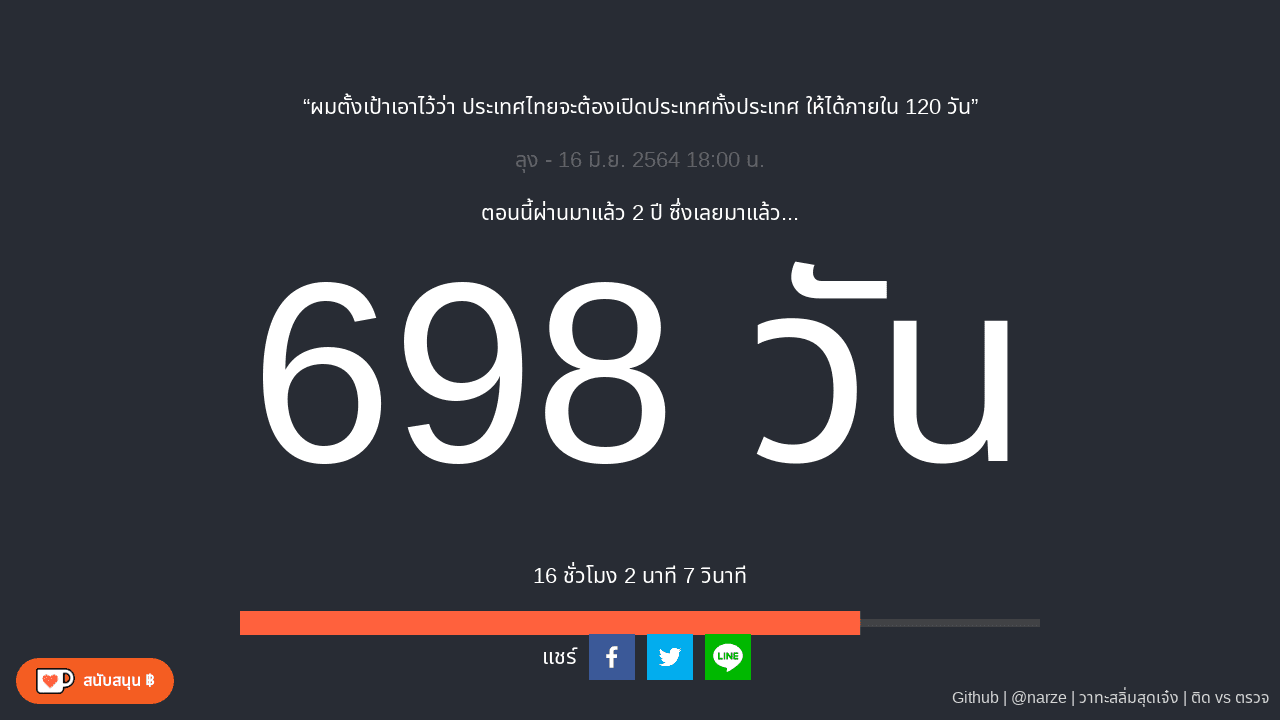 “ผมตั้งเป้าเอาไว้ว่า ประเทศไทยจะต้องเปิดประเทศทั้งประเทศ ให้ได้ภายใน 120 วัน”
ลุง - 16 มิ.ย. 2564 18:00 น.
ตอนนี้ผ่านมาแล้ว 2 ปี ซึ่งเลยมาแล้ว...
698 วัน
16 ชั่วโมง 2 นาที 7 วินาที
แชร์
LINE
สนับสนุน ฿
Github | @narze | วาทะสลิ่มสุดเจ๋ง | ติด vs ตรวจ